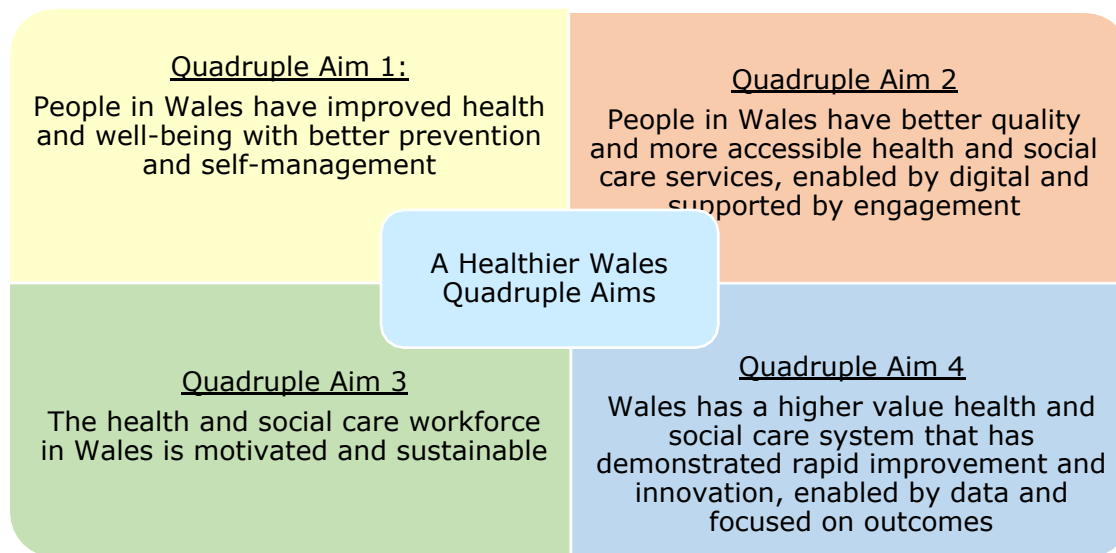 Quadruple Aim 1:
People in Wales have improved health
and well-being with better prevention
and self-management
Quadruple Aim 2
People in Wales have better quality
and more accessible health and social
care services, enabled by digital and
supported by engagement
A Healthier Wales
Quadruple Aims
Quadruple Aim 3
The health and social care workforce
in Wales is motivated and sustainable
Quadruple Aim 4
Wales has a higher value health and
social care system that has
demonstrated rapid improvement and
innovation, enabled by data and
focused on outcomes